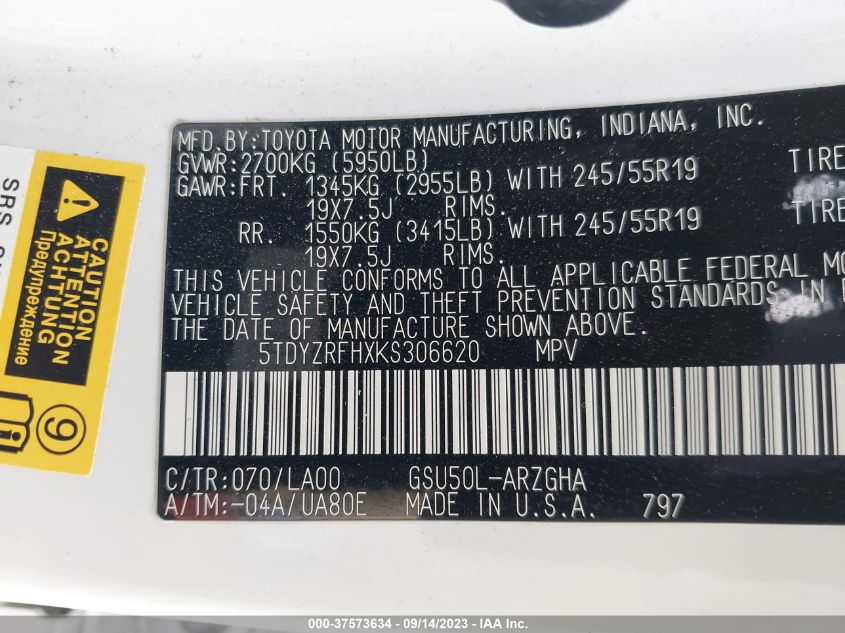 MFD.BY:TOYOTA MOTOR MANUFACTURING, INDIANA, INC.
GVWR:2700KG (5950LB)
GAWR:FRT. 1345KG (2955LB) WITH 245/55R19 TIRE
19X7.5J RIMS.
RR. 1550KG (3415LB) WITH 245/55R19 TIRE
19X7.5J RIMS.
THIS VEHICLE CONFORMS TO ALL APPLICABLE FEDERAL MO
VEHICLE SAFETY AND THEFT PREVENTION STANDARDS IN
THE DATE OF MANUFACTURE SHOWN ABOVE.
5TDYZRFHXKS306620 MPV
C/TR:070/LA00 GSU50L-ARZGHA
A/TM:-04A/UA80E MADE IN U.S.A. 797
CAUTION
ATTENTION
ACHTUNG
Предупреждение
9
SRS
000-37573634 - 09/14/2023 - IAA Inc.